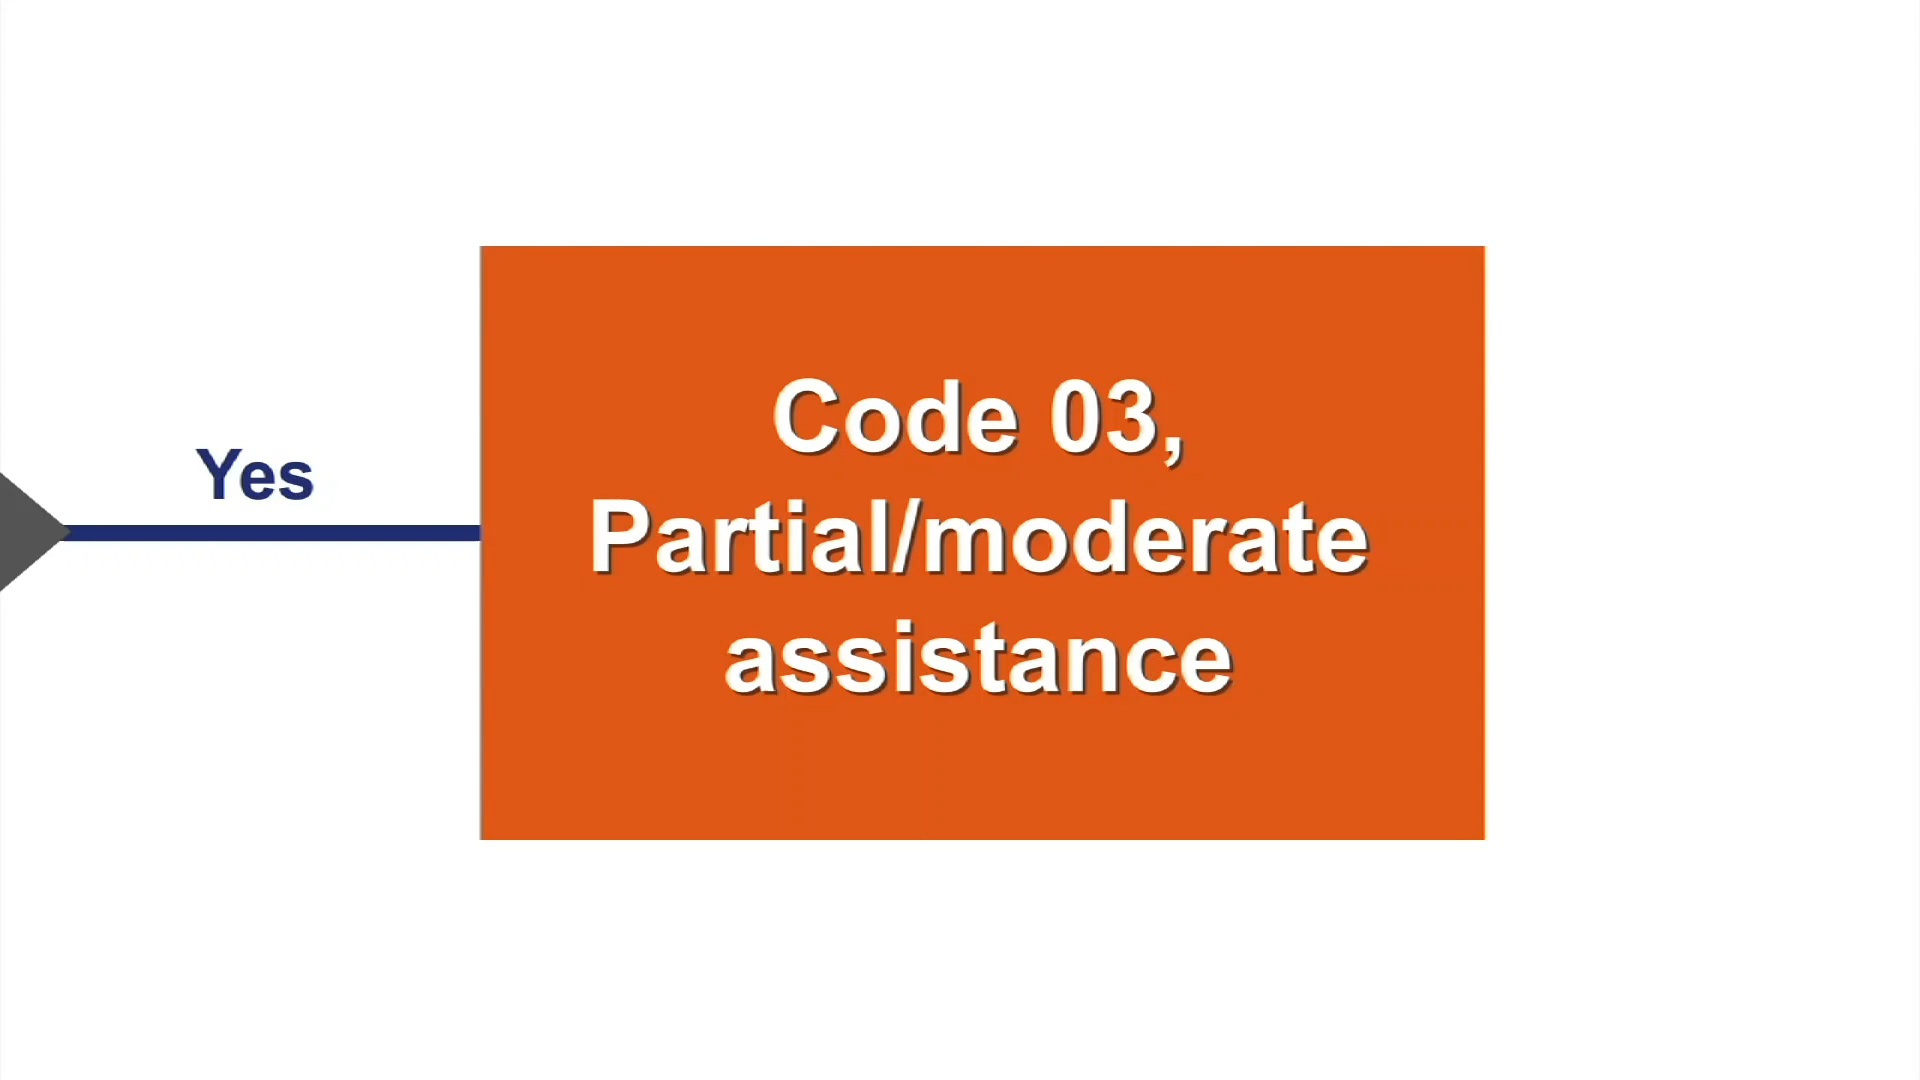 Yes
Code 03,
Partial/moderate
assistance